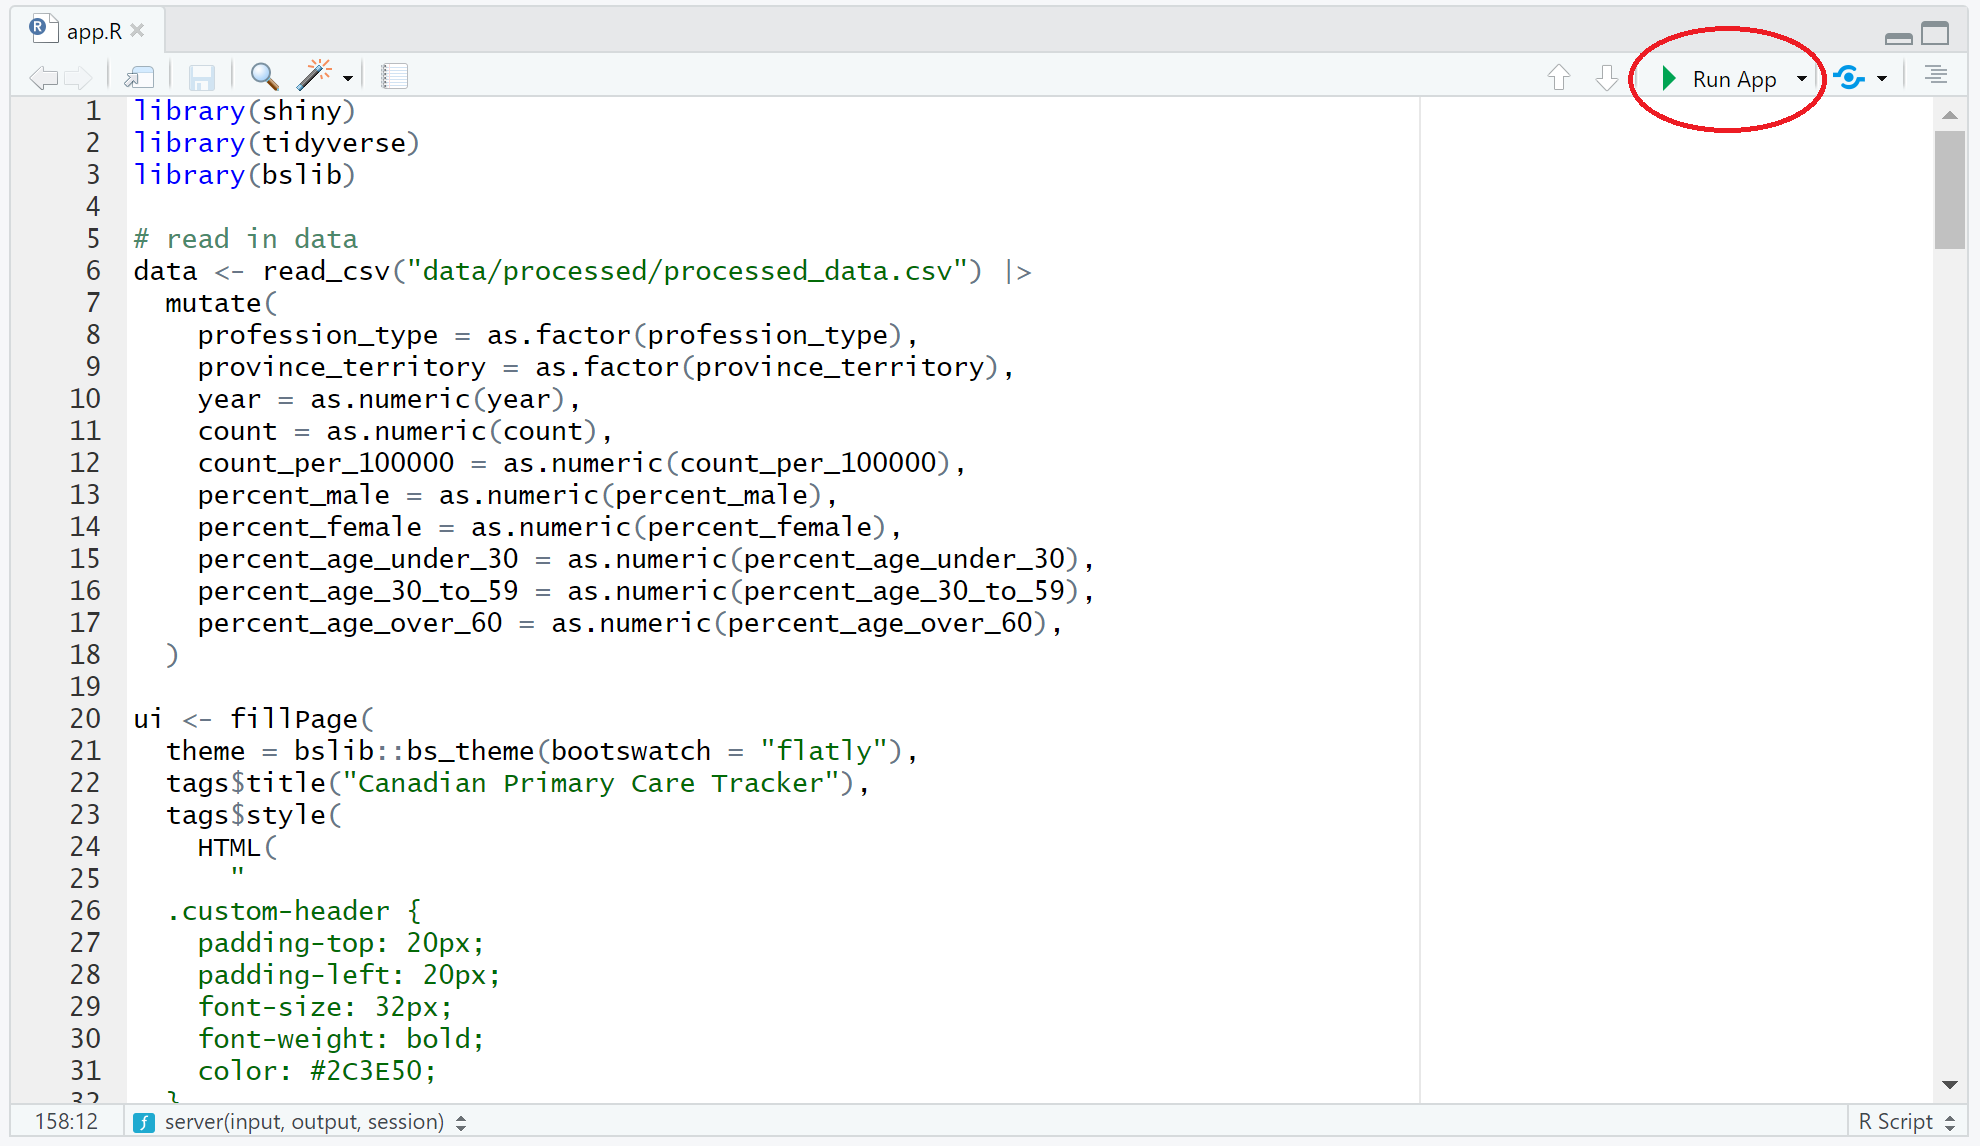 app.R
Run App
1 library(shiny)
2 library(tidyverse)
3 library(bslib)
4
5 # read in data
6 data <- read_csv("data/processed/processed_data.csv") |>
7   mutate(
8     profession_type = as.factor(profession_type),
9     province_territory = as.factor(province_territory),
10     year = as.numeric(year),
11     count = as.numeric(count),
12     count_per_100000 = as.numeric(count_per_100000),
13     percent_male = as.numeric(percent_male),
14     percent_female = as.numeric(percent_female),
15     percent_age_under_30 = as.numeric(percent_age_under_30),
16     percent_age_30_to_59 = as.numeric(percent_age_30_to_59),
17     percent_age_over_60 = as.numeric(percent_age_over_60),
18   )
19
20 ui <- fillPage(
21   theme = bslib::bs_theme(bootswatch = "flatly"),
22   tags$title("Canadian Primary Care Tracker"),
23   tags$style(
24     HTML(
25       "
26   .custom-header {
27     padding-top: 20px;
28     padding-left: 20px;
29     font-size: 32px;
30     font-weight: bold;
31     color: #2C3E50;
32   }
158:12 server(input, output, session) R Script